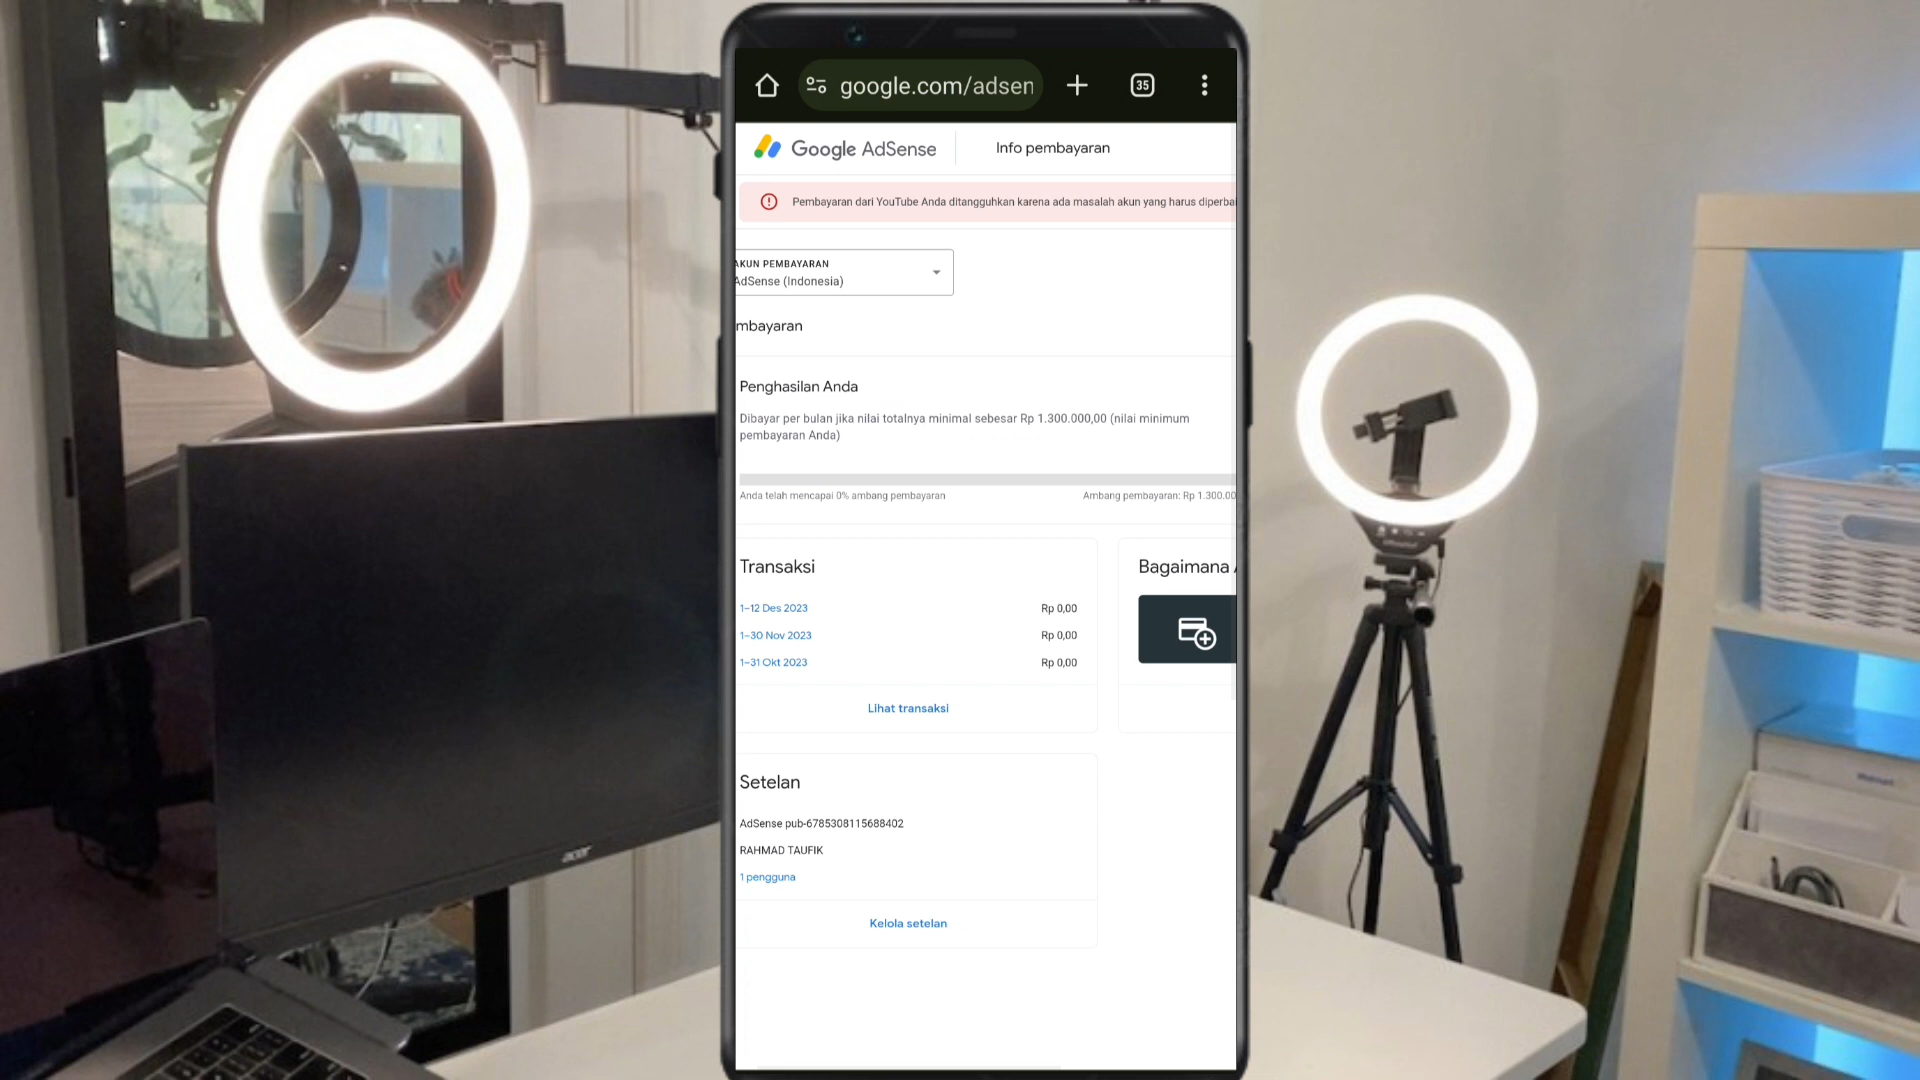 google.com/adsen
35
Google AdSense
Info pembayaran
Pembayaran dari YouTube Anda ditangguhkan karena ada masalah akun yang harus diperbai
AKUN PEMBAYARAN
AdSense (Indonesia)
mbayaran
Penghasilan Anda
Dibayar per bulan jika nilai totalnya minimal sebesar Rp 1.300.000,00 (nilai minimum
pembayaran Anda)
Anda telah mencapai 0% ambang pembayaran
Ambang pembayaran: Rp 1.300.00
Transaksi
1–12 Des 2023 Rp 0,00
1–30 Nov 2023 Rp 0,00
1–31 Okt 2023 Rp 0,00
Lihat transaksi
Bagaimana
Setelan
AdSense pub-6785308115688402
RAHMAD TAUFIK
1 pengguna
Kelola setelan
acer